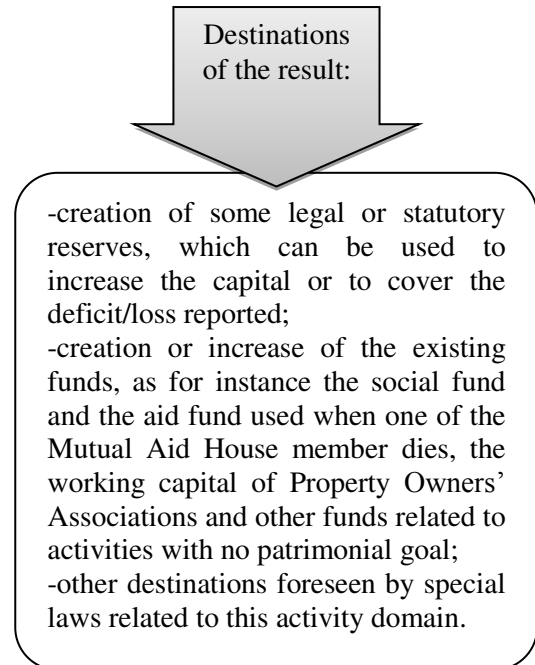 Destinations
of the result:
-creation of some legal or statutory
reserves, which can be used to
increase the capital or to cover the
deficit/loss reported;
-creation or increase of the existing
funds, as for instance the social fund
and the aid fund used when one of the
Mutual Aid House member dies, the
working capital of Property Owners’
Associations and other funds related to
activities with no patrimonial goal;
-other destinations foreseen by special
laws related to this activity domain.